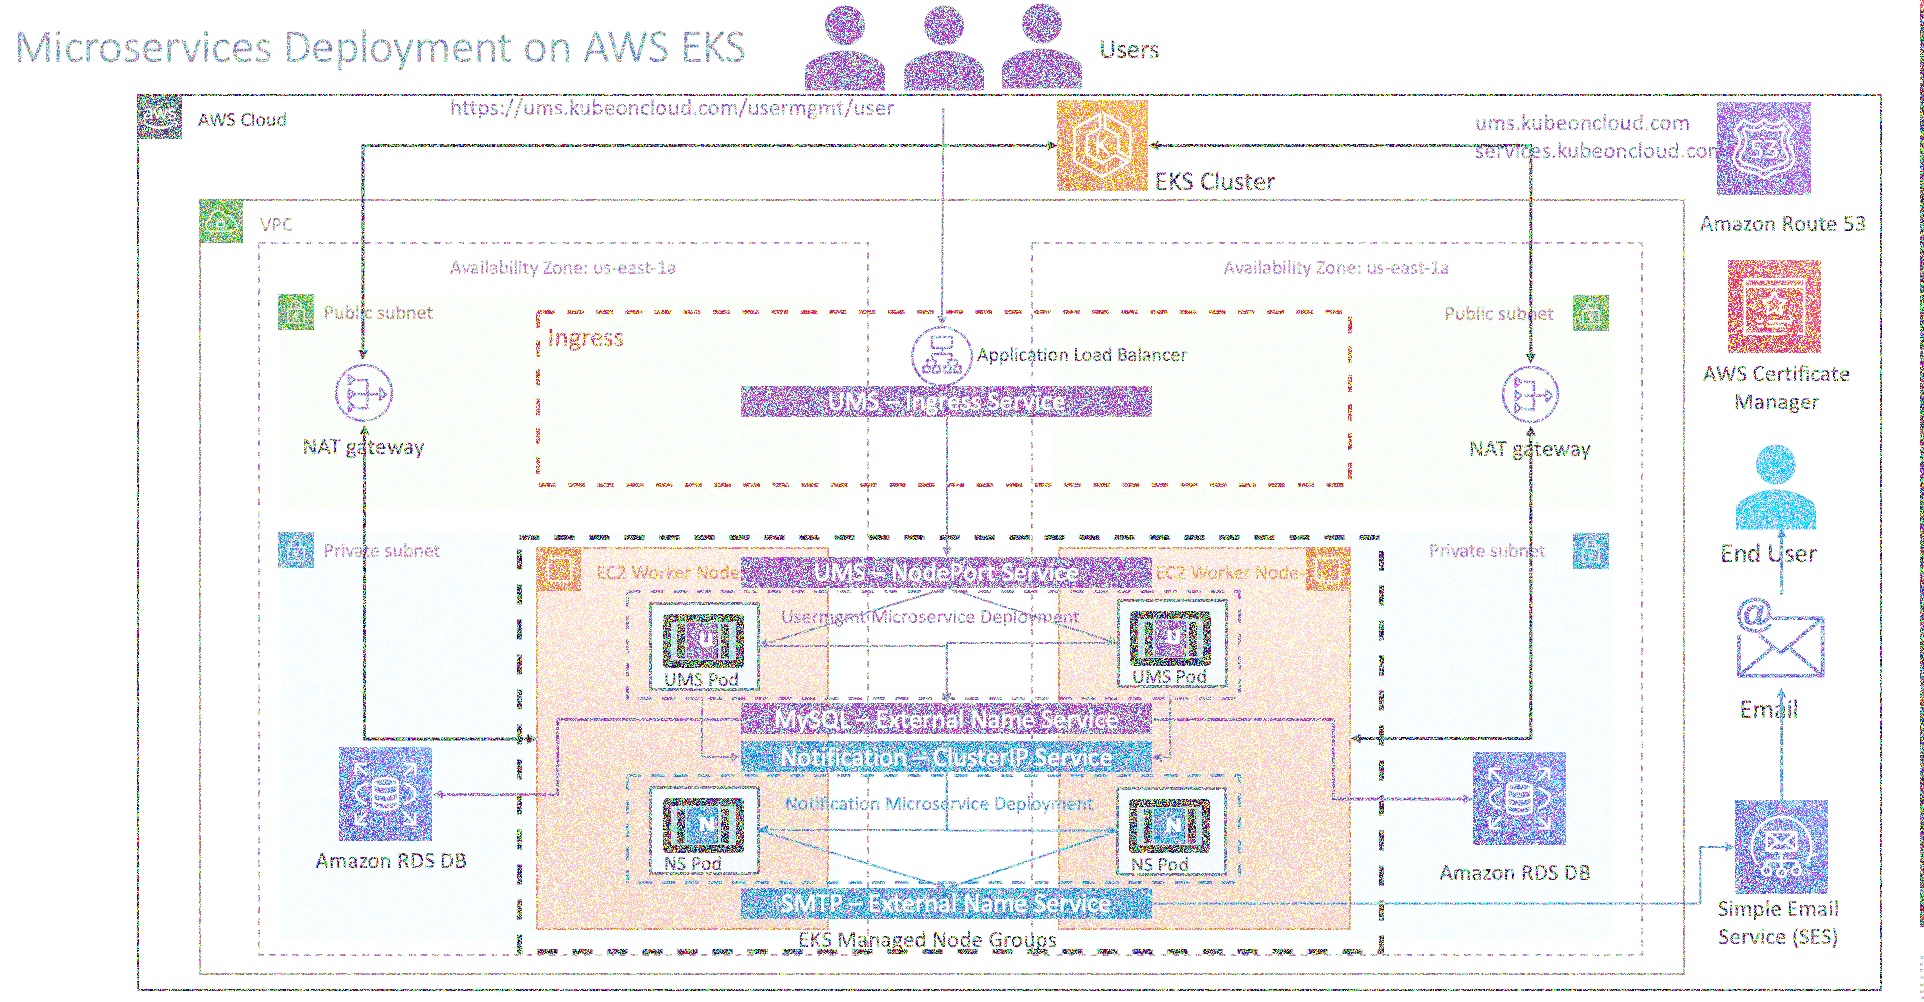 Microservices Deployment on AWS EKS
Users
aws
AWS Cloud
https://ums.kubeoncloud.com/usermgmt/user
K
EKS Cluster
ums.kubeoncloud.com
services.kubeoncloud.com
53
Amazon Route 53
VPC
Availability Zone: us-east-1a
Availability Zone: us-east-1a
Public subnet
Public subnet
Ingress
Application Load Balancer
UMS – Ingress Service
AWS Certificate
Manager
NAT gateway
NAT gateway
Private subnet
Private subnet
End User
EC2 Worker Node
UMS – NodePort Service
EC2 Worker Node
Usermgmt Microservice Deployment
U
UMS Pod
U
UMS Pod
@
Email
MySQL – External Name Service
Notification – ClusterIP Service
Notification Microservice Deployment
N
NS Pod
N
NS Pod
Amazon RDS DB
Amazon RDS DB
SMTP – External Name Service
Simple Email
Service (SES)
EKS Managed Node Groups